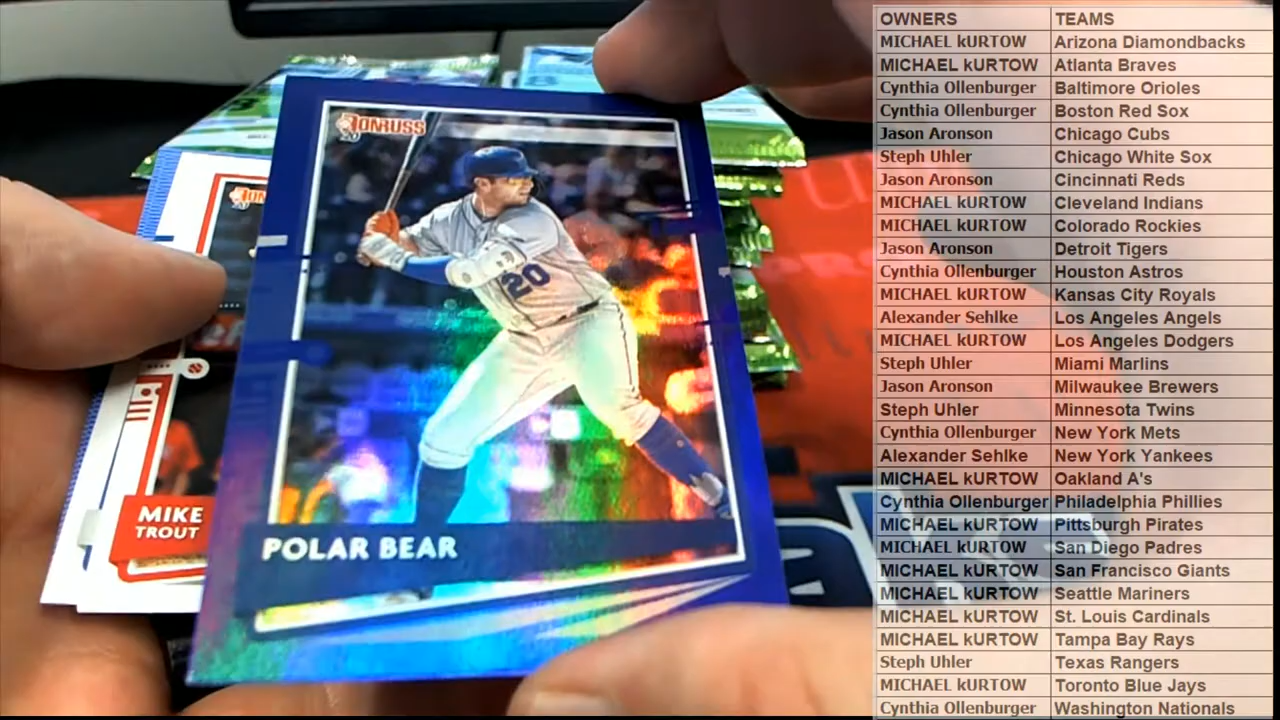 DONRUSS
20
POLAR BEAR
MIKE
TROUT
OWNERS TEAMS
MICHAEL kURTOW Arizona Diamondbacks
MICHAEL kURTOW Atlanta Braves
Cynthia Ollenburger Baltimore Orioles
Cynthia Ollenburger Boston Red Sox
Jason Aronson Chicago Cubs
Steph Uhler Chicago White Sox
Jason Aronson Cincinnati Reds
MICHAEL kURTOW Cleveland Indians
MICHAEL kURTOW Colorado Rockies
Jason Aronson Detroit Tigers
Cynthia Ollenburger Houston Astros
MICHAEL kURTOW Kansas City Royals
Alexander Sehlke Los Angeles Angels
MICHAEL kURTOW Los Angeles Dodgers
Steph Uhler Miami Marlins
Jason Aronson Milwaukee Brewers
Steph Uhler Minnesota Twins
Cynthia Ollenburger New York Mets
Alexander Sehlke New York Yankees
MICHAEL kURTOW Oakland A's
Cynthia Ollenburger Philadelphia Phillies
MICHAEL kURTOW Pittsburgh Pirates
MICHAEL kURTOW San Diego Padres
MICHAEL kURTOW San Francisco Giants
MICHAEL kURTOW Seattle Mariners
MICHAEL kURTOW St. Louis Cardinals
MICHAEL kURTOW Tampa Bay Rays
Steph Uhler Texas Rangers
MICHAEL kURTOW Toronto Blue Jays
Cynthia Ollenburger Washington Nationals